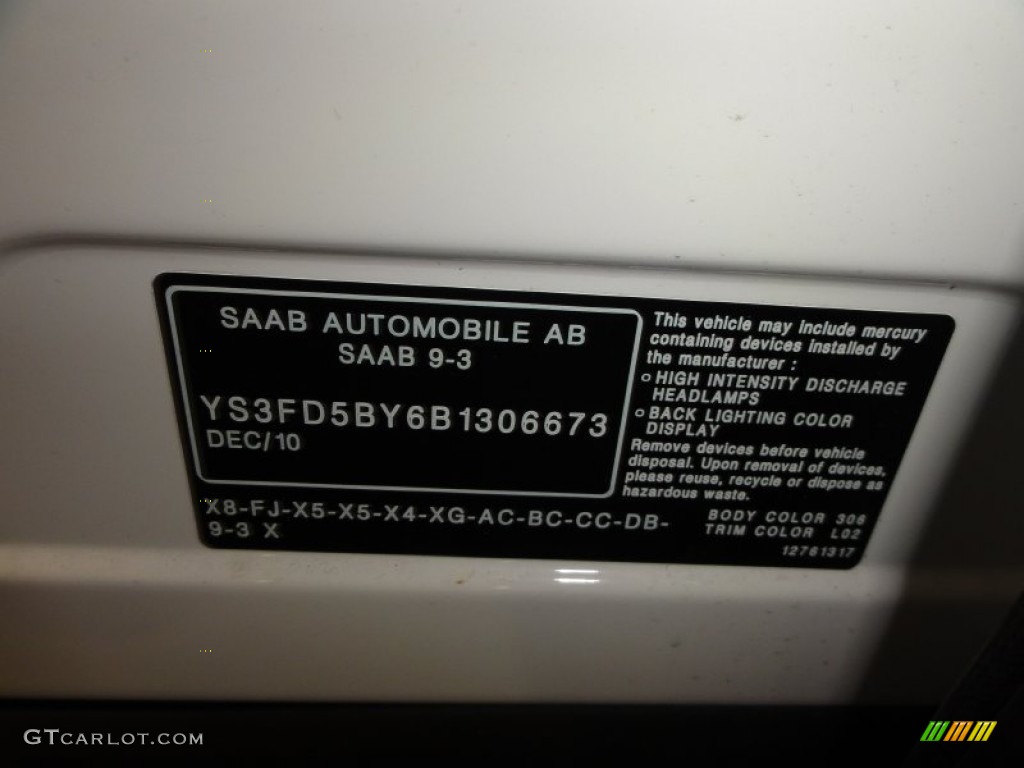 SAAB AUTOMOBILE AB
SAAB 9-3
YS3FD5BY6B1306673
DEC/10
X8-FJ-X5-X5-X4-XG-AC-BC-CC-DB-
9-3 X
This vehicle may include mercury
containing devices installed by
the manufacturer :
o HIGH INTENSITY DISCHARGE
HEADLAMPS
o BACK LIGHTING COLOR
DISPLAY
Remove devices before vehicle
disposal. Upon removal of devices,
please reuse, recycle or dispose as
hazardous waste.
BODY COLOR 306
TRIM COLOR L02
12761317
GTCARLOT.COM